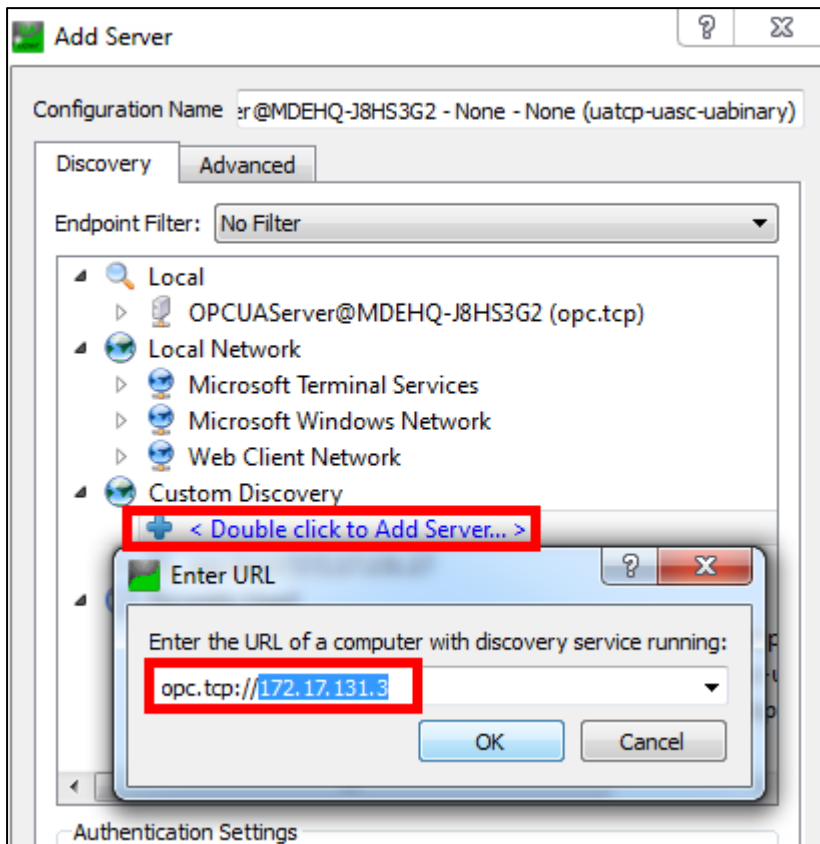 Add Server
Configuration Name er@MDEHQ-J8HS3G2 - None - None (uatcp-uasc-uabinary)
Discovery Advanced
Endpoint Filter: No Filter
Local
OPCUAServer@MDEHQ-J8HS3G2 (opc.tcp)
Local Network
Microsoft Terminal Services
Microsoft Windows Network
Web Client Network
Custom Discovery
< Double click to Add Server... >
Enter URL
Enter the URL of a computer with discovery service running:
opc.tcp://172.17.131.3
OK Cancel
Authentication Settings